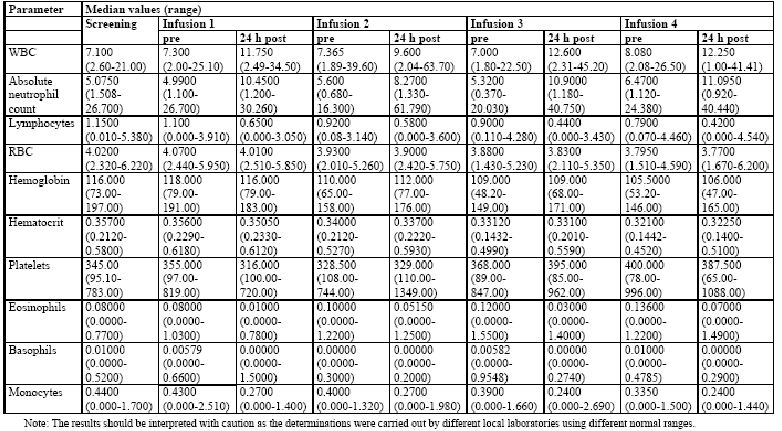 Parameter Median values (range)
Screening Infusion 1 Infusion 2 Infusion 3 Infusion 4
pre 24 h post pre 24 h post pre 24 h post pre 24 h post
WBC 7.100 7.300 11.750 7.365 9.600 7.000 12.600 8.080 12.250
(2.60-21.00) (2.00-25.10) (2.49-34.50) (1.89-39.60) (2.04-63.70) (1.80-22.50) (2.31-45.20) (2.08-26.50) (1.00-41.41)
Absolute 5.0750 4.9900 10.4500 5.600 8.2700 5.3200 10.9000 6.4700 11.0950
neutrophil (1.508- (1.100- (1.200- (0.680- (1.330- (0.370- (1.180- (1.120- (0.920-
count 26.700) 26.700) 30.260) 16.300) 61.790) 20.030) 40.750) 24.380) 40.440)
Lymphocytes 1.1500 1.100 0.6500 0.9200 0.5800 0.9000 0.4400 0.7900 0.4200
(0.010-5.380) (0.000-3.910) (0.000-3.050) (0.08-3.140) (0.000-3.600) (0.110-4.280) (0.000-3.430) (0.070-4.460) (0.000-4.540)
RBC 4.0200 4.0700 4.0100 3.9300 3.9000 3.8800 3.8300 3.7950 3.7700
(2.320-6.220) (2.440-5.950) (2.510-5.850) (2.010-5.260) (2.420-5.750) (1.430-5.230) (2.110-5.350) (1.510-4.590) (1.670-6.200)
Hemoglobin 116.000 118.000 116.000 110.000 112.000 109.000 109.000 105.5000 106.000
(73.00- (79.00- (79.00- (65.00- (77.00- (48.20- (68.00- (53.20- (47.00-
197.00) 191.00) 183.00) 158.00) 176.00) 149.00) 171.00) 146.00) 165.00)
Hematocrit 0.35700 0.35600 0.35050 0.34000 0.33700 0.33120 0.33100 0.32100 0.32250
(0.2120- (0.2290- (0.2330- (0.2120- (0.2220- (0.1432- (0.2010- (0.1442- (0.1400-
0.5800) 0.6180) 0.6120) 0.5270) 0.5930) 0.4990) 0.5590) 0.4520) 0.5100)
Platelets 345.00 355.000 316.000 328.500 329.000 368.000 395.000 400.000 387.500
(95.10- (97.00- (100.00- (108.00- (110.00- (89.00- (85.00- (78.00- (65.00-
783.00) 819.00) 720.00) 744.00) 1349.00) 847.00) 962.00) 996.00) 1088.00)
Eosinophils 0.08000 0.08000 0.01000 0.10000 0.05150 0.12000 0.03000 0.13600 0.07000
(0.0000- (0.0000- (0.0000- (0.0000- (0.0000- (0.0000- (0.0000- (0.0000- (0.0000-
0.7700) 1.0300) 0.7800) 1.2200) 1.2500) 1.5500) 1.4000) 1.2200) 1.4900)
Basophils 0.01000 0.00579 0.00000 0.00000 0.00000 0.00582 0.00000 0.01000 0.00000
(0.0000- (0.0000- (0.0000- (0.0000- (0.0000- (0.0000- (0.0000- (0.0000- (0.0000-
0.5200) 0.6600) 1.5000) 0.3000) 0.2000) 0.9548) 0.2740) 0.4785) 0.2900)
Monocytes 0.4400 0.4300 0.2700 0.4000 0.2700 0.3900 0.2400 0.3350 0.2400
(0.000-1.700) (0.000-2.510) (0.000-1.400) (0.000-1.320) (0.000-1.980) (0.000-1.660) (0.000-2.690) (0.000-1.500) (0.000-1.440)
Note: The results should be interpreted with caution as the determinations were carried out by different local laboratories using different normal ranges.